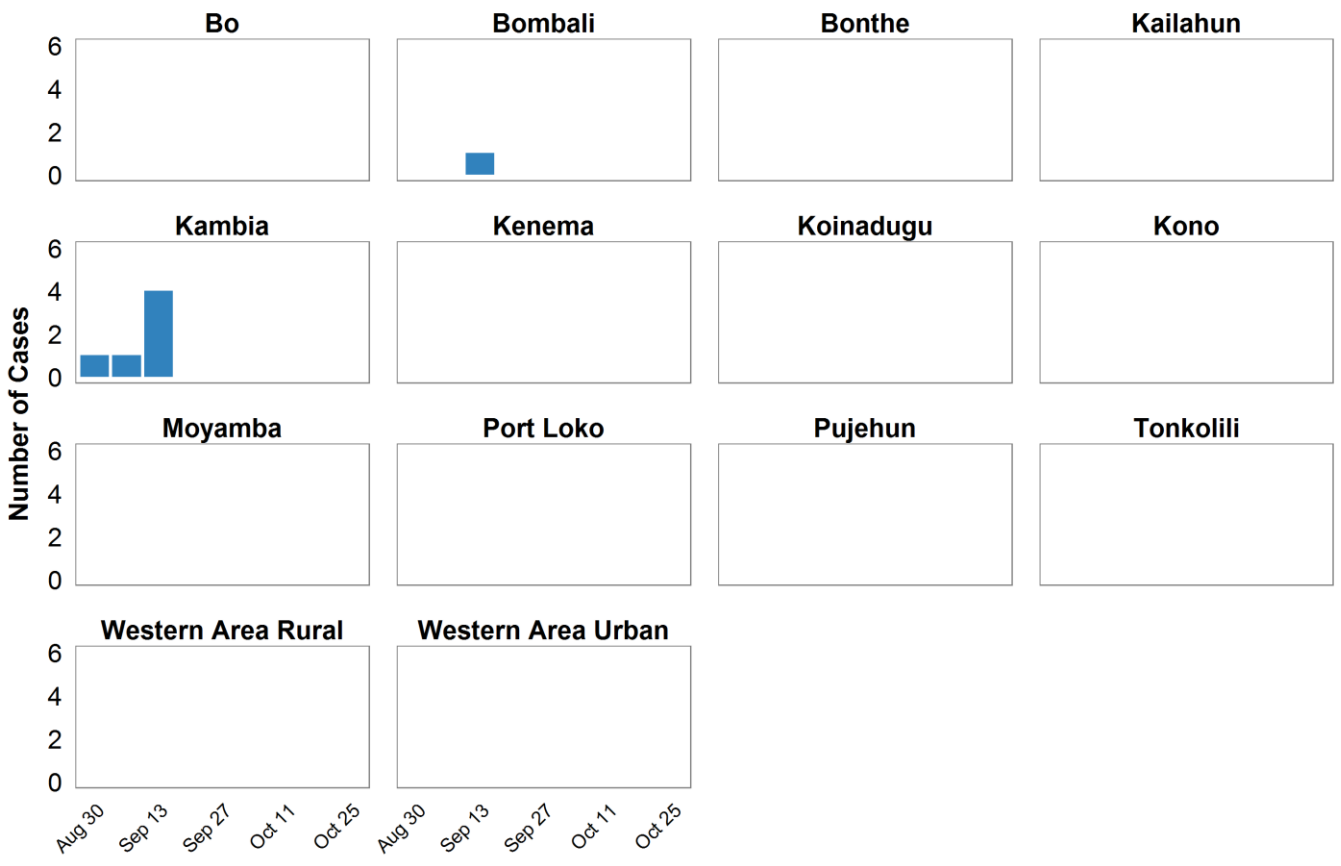 Bo Bombali Bonthe Kailahun
6
4
2
0
Kambia Kenema Koinadugu Kono
6
4
2
0
Number of Cases
Moyamba Port Loko Pujehun Tonkolili
6
4
2
0
Western Area Rural Western Area Urban
6
4
2
0
Aug 30 Sep 13 Sep 27 Oct 11 Oct 25 Aug 30 Sep 13 Sep 27 Oct 11 Oct 25